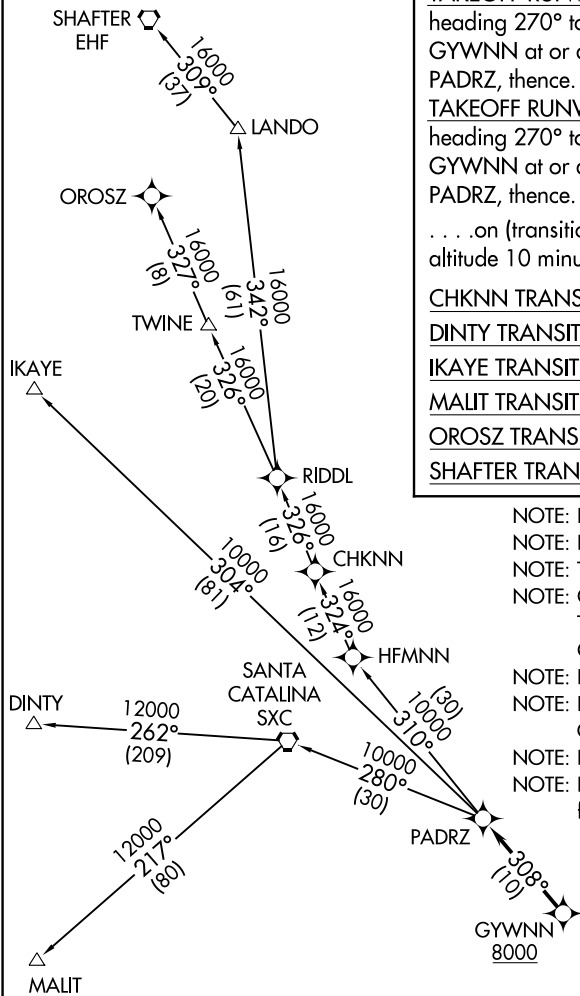 SHAFTER
EHF
16000
309°
(37)
LANDO
OROSZ
16000
327°
(8)
16000
342°
(61)
TWINE
16000
326°
(20)
IKAYE
RIDDL
16000
326°
(16)
CHKNN
10000
304°
(81)
16000
324°
(12)
HFMNN
SANTA
CATALINA
SXC
(30)
10000
310°
DINTY
12000
262°
(209)
10000
280°
(30)
PADRZ
12000
217°
(80)
308°
(10)
GYWNN
8000
MALIT
heading 270° to
GYWNN at or
PADRZ, thence.
TAKEOFF
heading 270° to
GYWNN at or
PADRZ, thence.
. . . .on (transitio
altitude 10 minu
CHKNN TRANS
DINTY TRANSIT
IKAYE TRANSIT
MALIT TRANSIT
OROSZ TRANS
SHAFTER TRAN
NOTE:
NOTE:
NOTE:
NOTE:
NOTE:
NOTE:
NOTE:
NOTE: